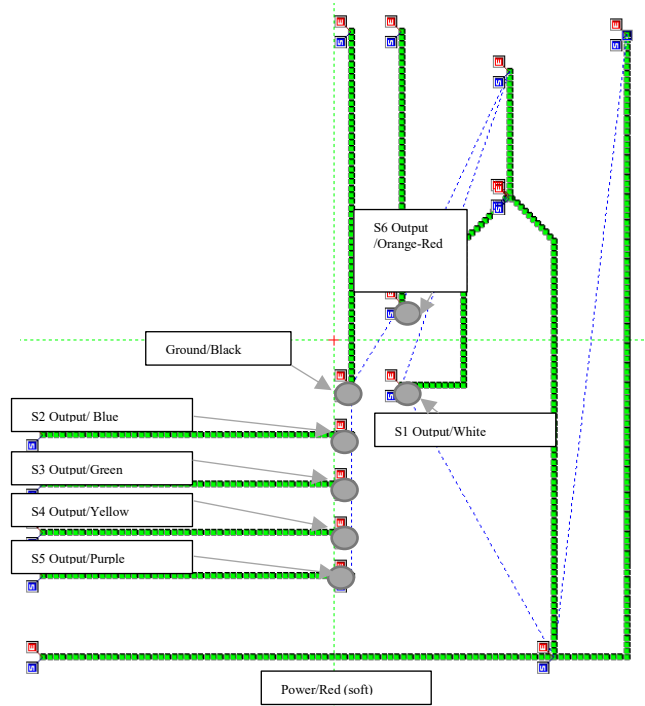 S6 Output
/Orange-Red
Ground/Black
S2 Output/ Blue
S1 Output/White
S3 Output/Green
S4 Output/Yellow
S5 Output/Purple
Power/Red (soft)